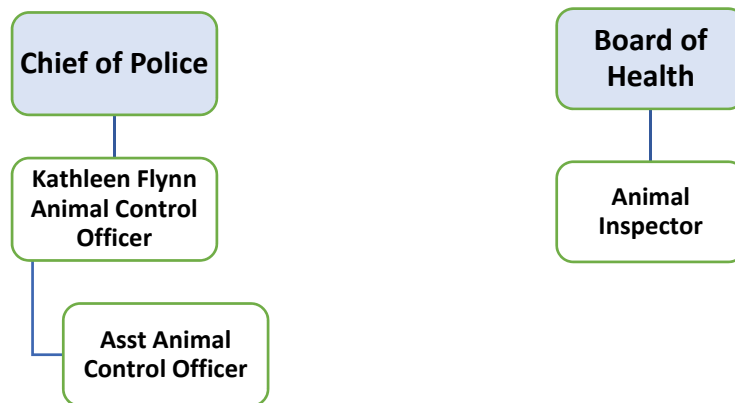 Chief of Police
Board of
Health
Kathleen Flynn
Animal Control
Officer
Animal
Inspector
Asst Animal
Control Officer